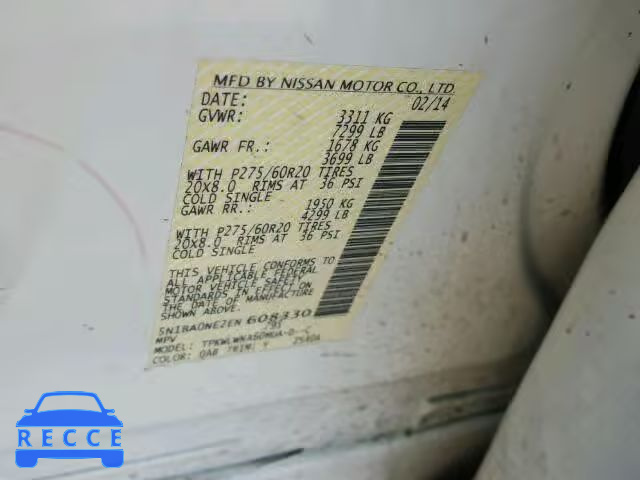 MFD BY NISSAN MOTOR CO., LTD.
DATE: 02/14
GVWR: 3311 KG
7299 LB
GAWR FR.: 1678 KG
3699 LB
WITH P275/60R20 TIRES
20X8.0 RIMS AT 36 PSI
COLD SINGLE
GAWR RR.: 1950 KG
4299 LB
WITH P275/60R20 TIRES
20X8.0 RIMS AT 36 PSI
COLD SINGLE
THIS VEHICLE CONFORMS TO
ALL APPLICABLE FEDERAL
MOTOR VEHICLE SAFETY
STANDARDS IN EFFECT ON
THE DATE OF MANUFACTURE
SHOWN ABOVE.
5N1BA0NE2EN 608330
MPV
MODEL:
COLOR: QAB TRIM:
RECCE